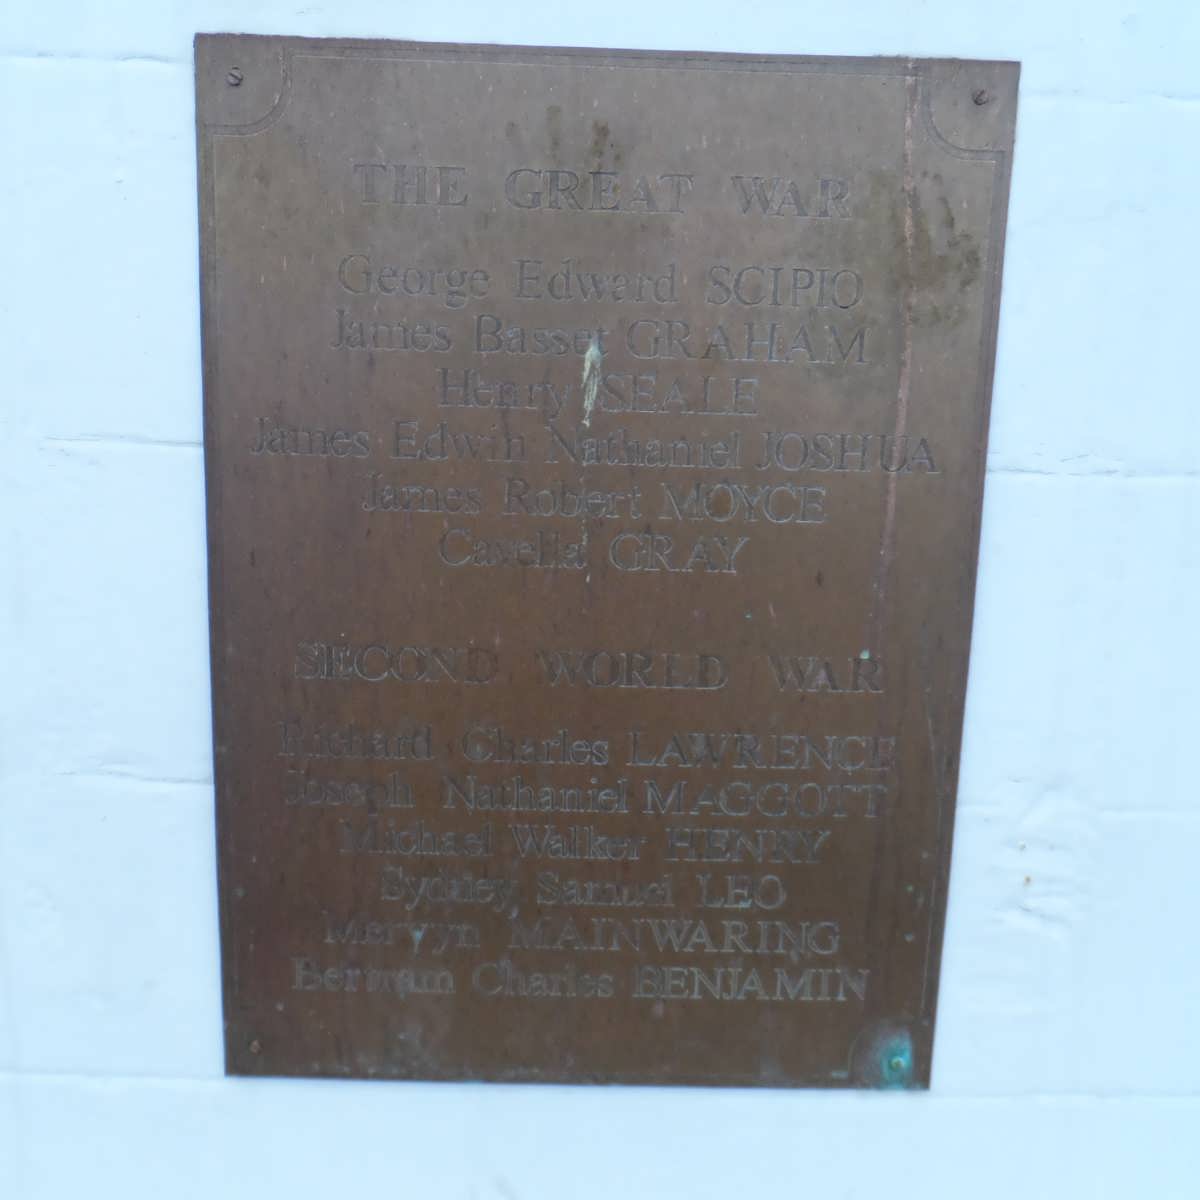 THE GREAT WAR
George Edward SCIPIO
James Basset GRAHAM
Henry SEALE
James Edwin Nathaniel JOSHUA
James Robert MOYCE
Cavella GRAY
SECOND WORLD WAR
Richard Charles LAWRENCE
Joseph Nathaniel MAGGOTT
Michael Walker HENRY
Sydney Samuel LEO
Mervyn MAINWARING
Bertram Charles BENJAMIN